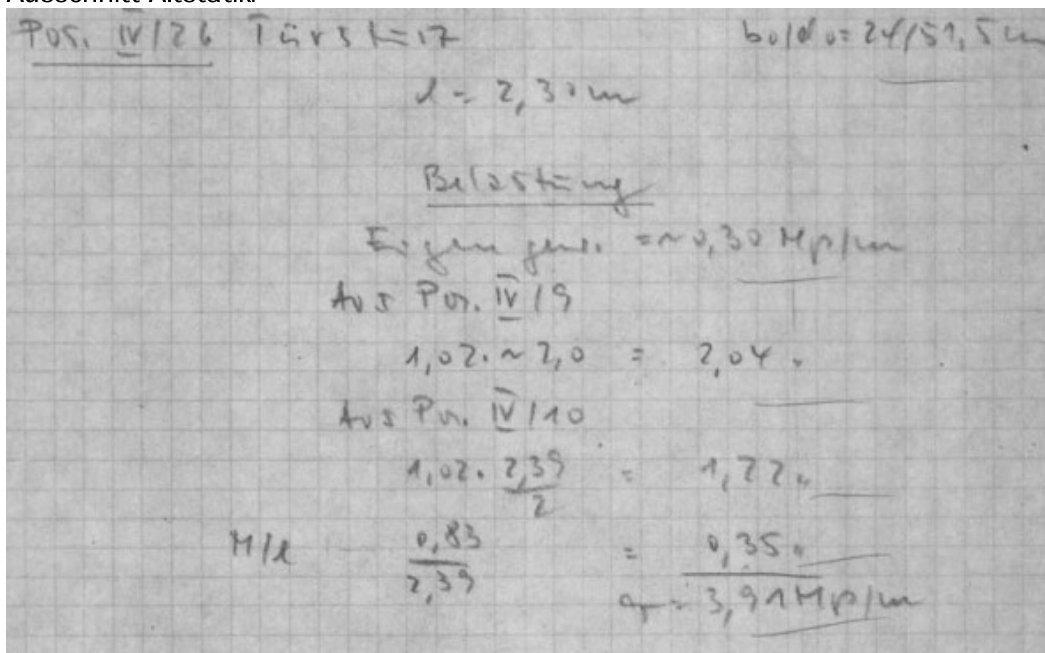 Ausschnitt Altstatik:
Pos. IV/26 Türsturz b0/d0 = 24/51,5 cm
l = 2,30 m
Belastung
Eigengew. = ~ 0,30 Mp/m
Aus Pos. IV/9
1,02 · ~ 2,0 = 2,04 "
Aus Pos. IV/10
1,02 · 2,39/2 = 1,22 "
M/l 0,83/2,39 = 0,35 "
q = 3,91 Mp/m